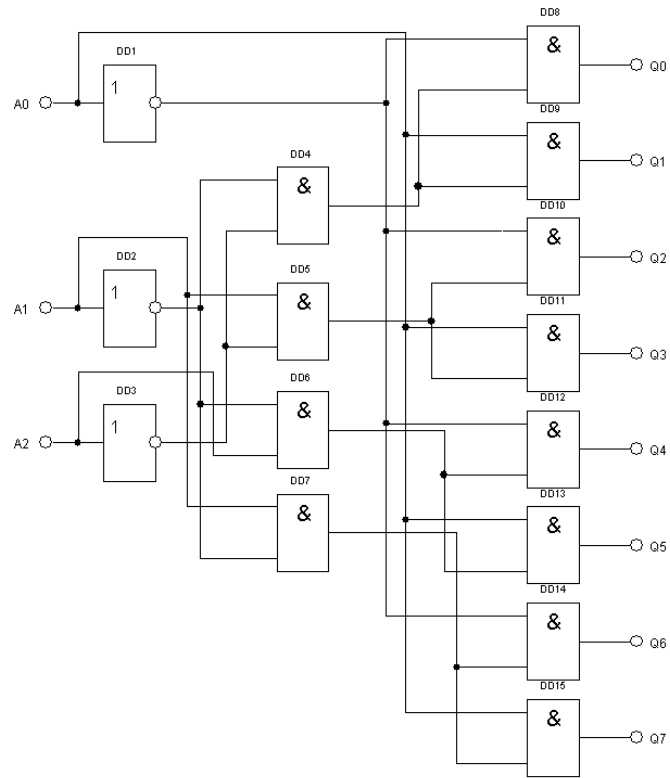 DD8
&
Q0
DD1
1
A0
DD9
&
Q1
DD4
&
DD10
&
Q2
DD2
1
A1
DD5
&
DD11
&
Q3
DD3
1
A2
DD6
&
DD12
&
Q4
DD7
&
DD13
&
Q5
DD14
&
Q6
DD15
&
Q7